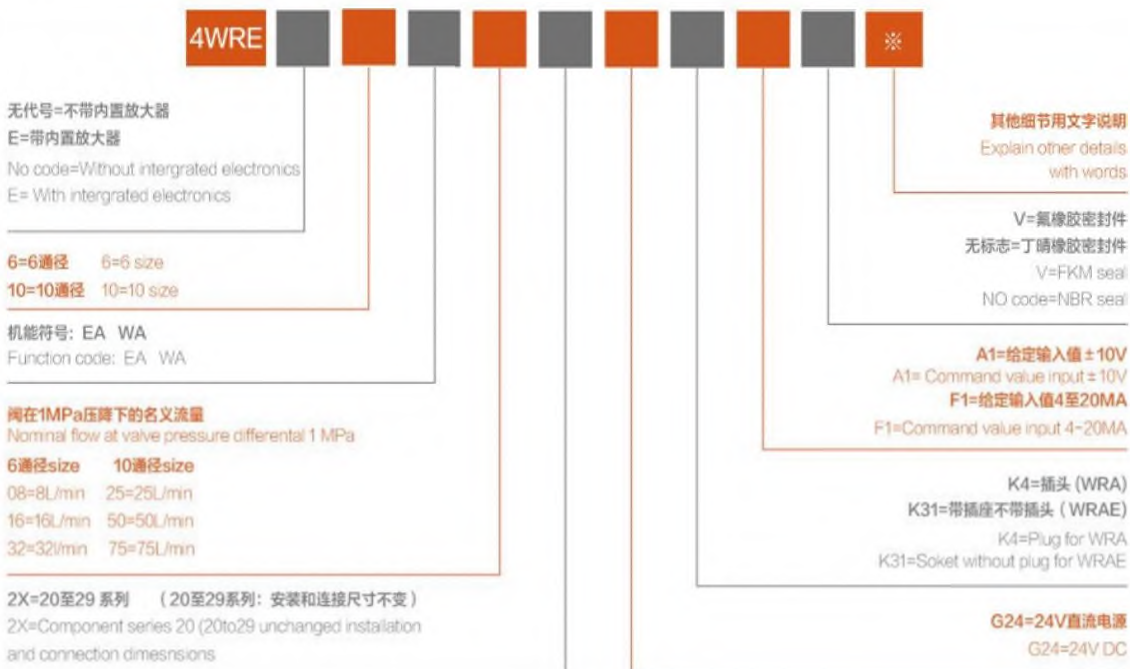 4WRE
※
无代号=不带内置放大器
E=带内置放大器
No code=Without intergrated electronics
E= With intergrated electronics
6=6通径 6=6 size
10=10通径 10=10 size
机能符号: EA WA
Function code: EA WA
阀在1MPa压降下的名义流量
Nominal flow at valve pressure differental 1 MPa
6通径size 10通径size
08=8L/min 25=25L/min
16=16L/min 50=50L/min
32=32l/min 75=75L/min
2X=20至29 系列 （20至29系列：安装和连接尺寸不变）
2X=Component series 20 (20to29 unchanged installation
and connection dimesnsions
其他细节用文字说明
Explain other details
with words
V=氟橡胶密封件
无标志=丁晴橡胶密封件
V=FKM seal
NO code=NBR seal
A1=给定输入值±10V
A1= Command value input±10V
F1=给定输入值4至20MA
F1=Command value input 4-20MA
K4=插头 (WRA)
K31=带插座不带插头 ( WRAE)
K4=Plug for WRA
K31=Soket without plug for WRAE
G24=24V直流电源
G24=24V DC